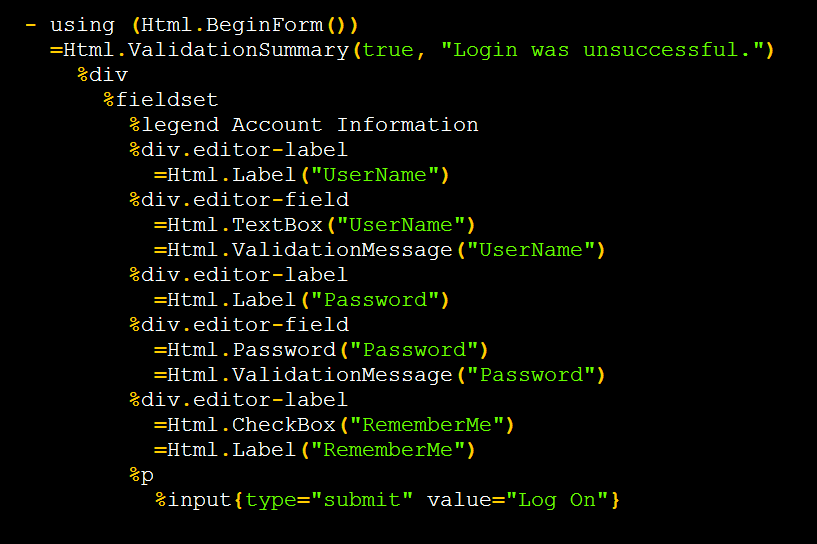 - using (Html.BeginForm())
=Html.ValidationSummary(true, "Login was unsuccessful.")
%div
%fieldset
%legend Account Information
%div.editor-label
=Html.Label("UserName")
%div.editor-field
=Html.TextBox("UserName")
=Html.ValidationMessage("UserName")
%div.editor-label
=Html.Label("Password")
%div.editor-field
=Html.Password("Password")
=Html.ValidationMessage("Password")
%div.editor-label
=Html.CheckBox("RememberMe")
=Html.Label("RememberMe")
%p
%input{type="submit" value="Log On"}